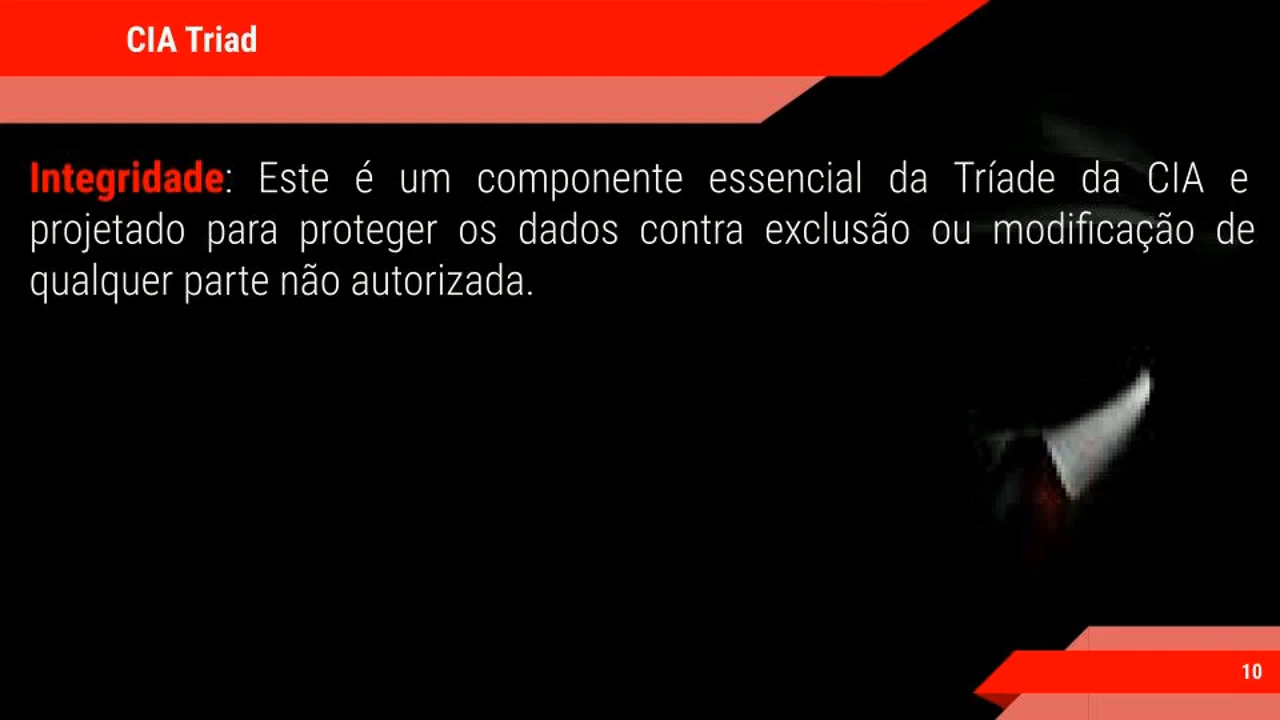 CIA Triad
Integridade: Este é um componente essencial da Tríade da CIA e
projetado para proteger os dados contra exclusão ou modificação de
qualquer parte não autorizada.
10